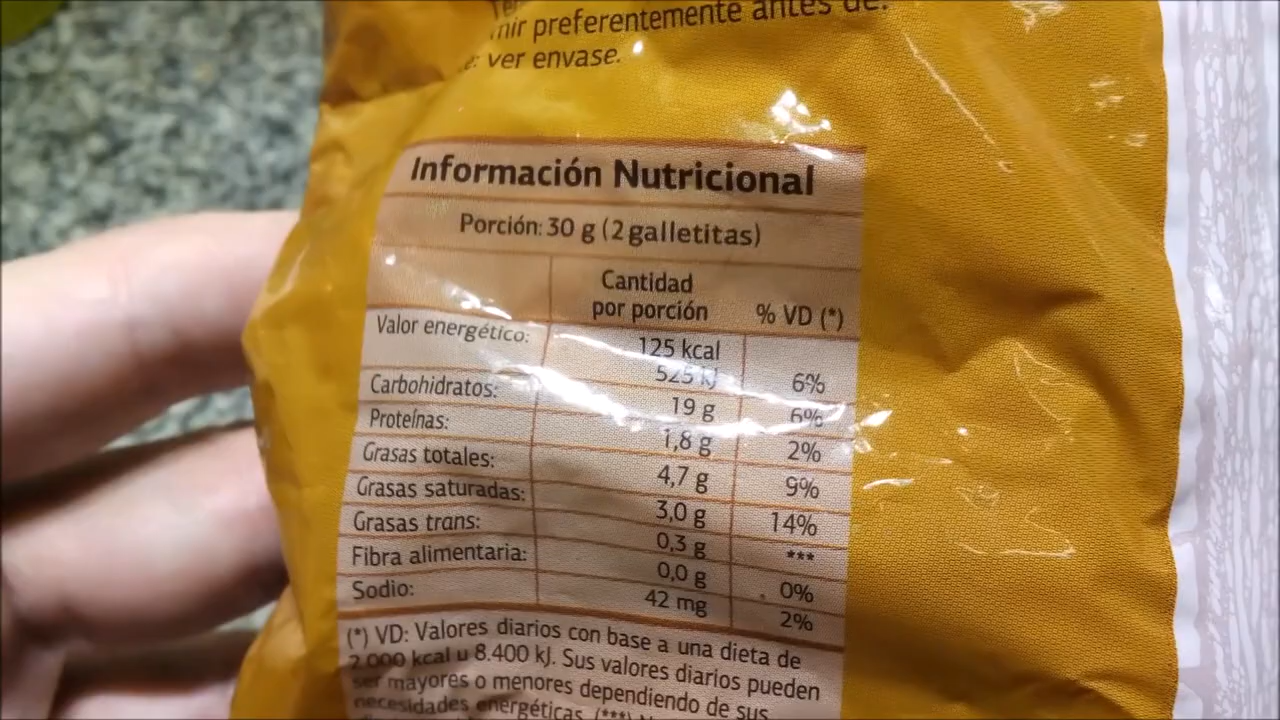 mir preferentemente antes de:
ver envase.
Información Nutricional
Porción: 30 g (2 galletitas)
Cantidad
por porción % VD (*)
Valor energético: 125 kcal
525 kJ 6%
Carbohidratos: 19 g 6%
Proteínas: 1,8 g 2%
Grasas totales: 4,7 g 9%
Grasas saturadas: 3,0 g 14%
Grasas trans: 0,3 g ***
Fibra alimentaria: 0,0 g 0%
Sodio: 42 mg 2%
(*) VD: Valores diarios con base a una dieta de
2.000 kcal u 8.400 kJ. Sus valores diarios pueden
ser mayores o menores dependiendo de sus
necesidades energéticas. (***)